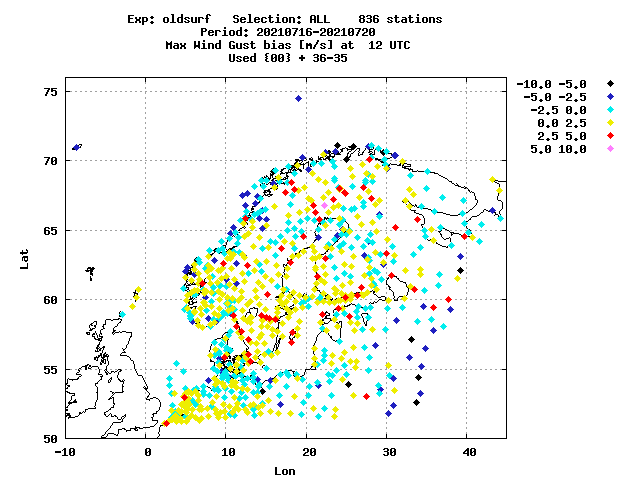 Exp: oldsurf   Selection: ALL    836 stations
Period: 20210716-20210720
Max Wind Gust bias [m/s] at  12 UTC
Used {00} + 36-35
-10.0 -5.0
-5.0 -2.5
-2.5 0.0
0.0 2.5
2.5 5.0
5.0 10.0
75
70
65
60
55
50
Lat
-10 0 10 20 30 40
Lon